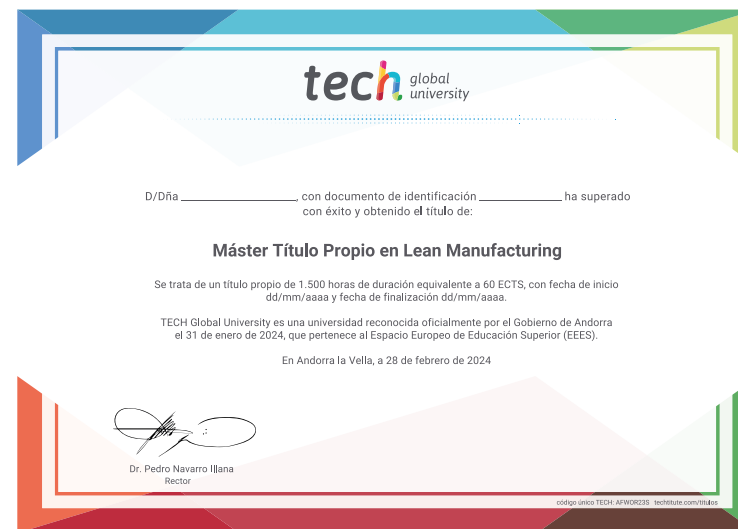 tech global university
D/Dña ____________________, con documento de identificación ______________ ha superado
con éxito y obtenido el título de:
Máster Título Propio en Lean Manufacturing
Se trata de un título propio de 1.500 horas de duración equivalente a 60 ECTS, con fecha de inicio
dd/mm/aaaa y fecha de finalización dd/mm/aaaa.
TECH Global University es una universidad reconocida oficialmente por el Gobierno de Andorra
el 31 de enero de 2024, que pertenece al Espacio Europeo de Educación Superior (EEES).
En Andorra la Vella, a 28 de febrero de 2024
Dr. Pedro Navarro Illana
Rector
código único TECH: AFWOR23S techtitute.com/titulos